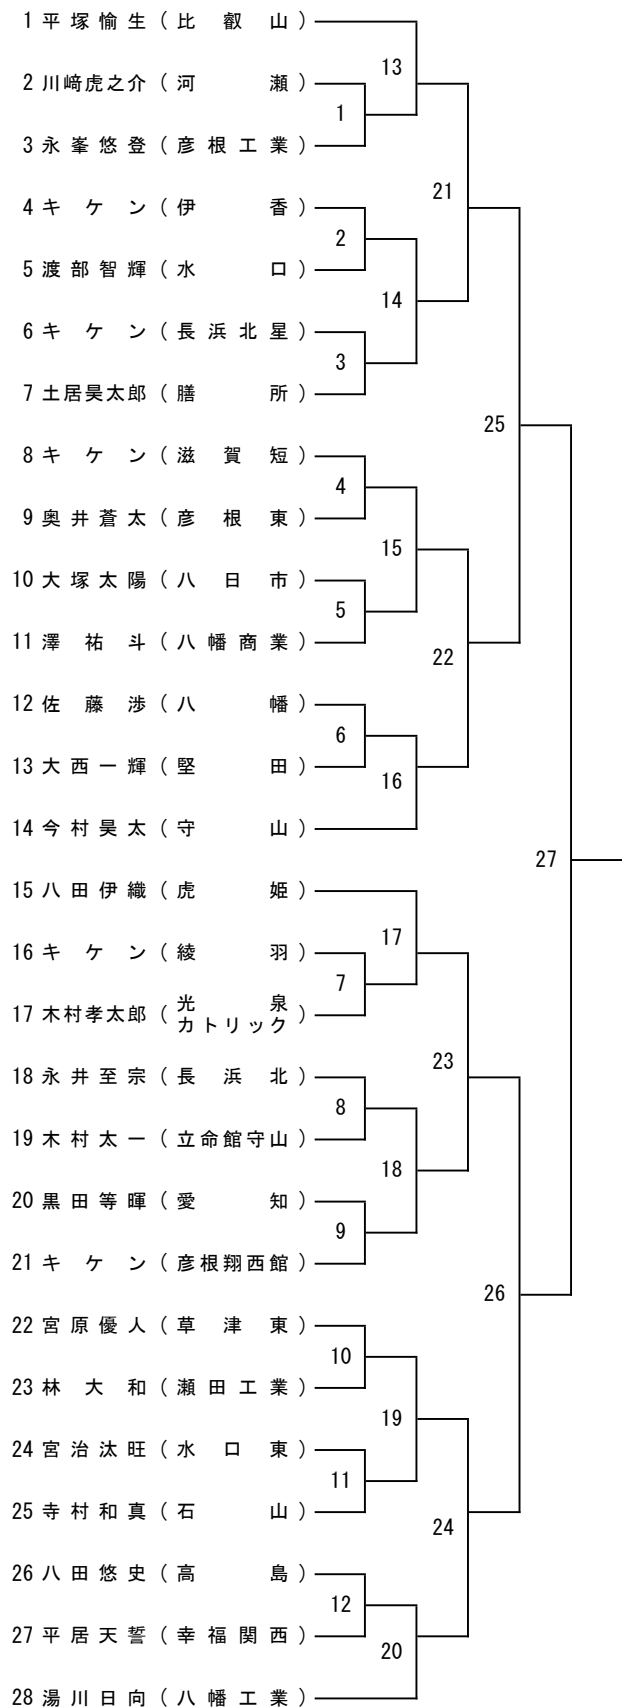 1 平塚愉生 (比叡山)
13
2 川﨑虎之介 (河瀬)
1
3 永峯悠登 (彦根工業)
21
4 キケン (伊香)
2
5 渡部智輝 (水口)
14
6 キケン (長浜北星)
3
7 土居昊太郎 (膳所)
25
8 キケン (滋賀短)
4
9 奥井蒼太 (彦根東)
15
10 大塚太陽 (八日市)
5
11 澤祐斗 (八幡商業)
22
12 佐藤渉 (八幡)
6
13 大西一輝 (堅田)
16
14 今村昊太 (守山)
27
15 八田伊織 (虎姫)
17
16 キケン (綾羽)
7
17 木村孝太郎 (光泉
カトリック)
23
18 永井至宗 (長浜北)
8
19 木村太一 (立命館守山)
18
20 黒田等暉 (愛知)
9
21 キケン (彦根翔西館)
26
22 宮原優人 (草津東)
10
23 林大和 (瀬田工業)
19
24 宮治汰旺 (水口東)
11
25 寺村和真 (石山)
24
26 八田悠史 (高島)
12
27 平居天誓 (幸福関西)
20
28 湯川日向 (八幡工業)